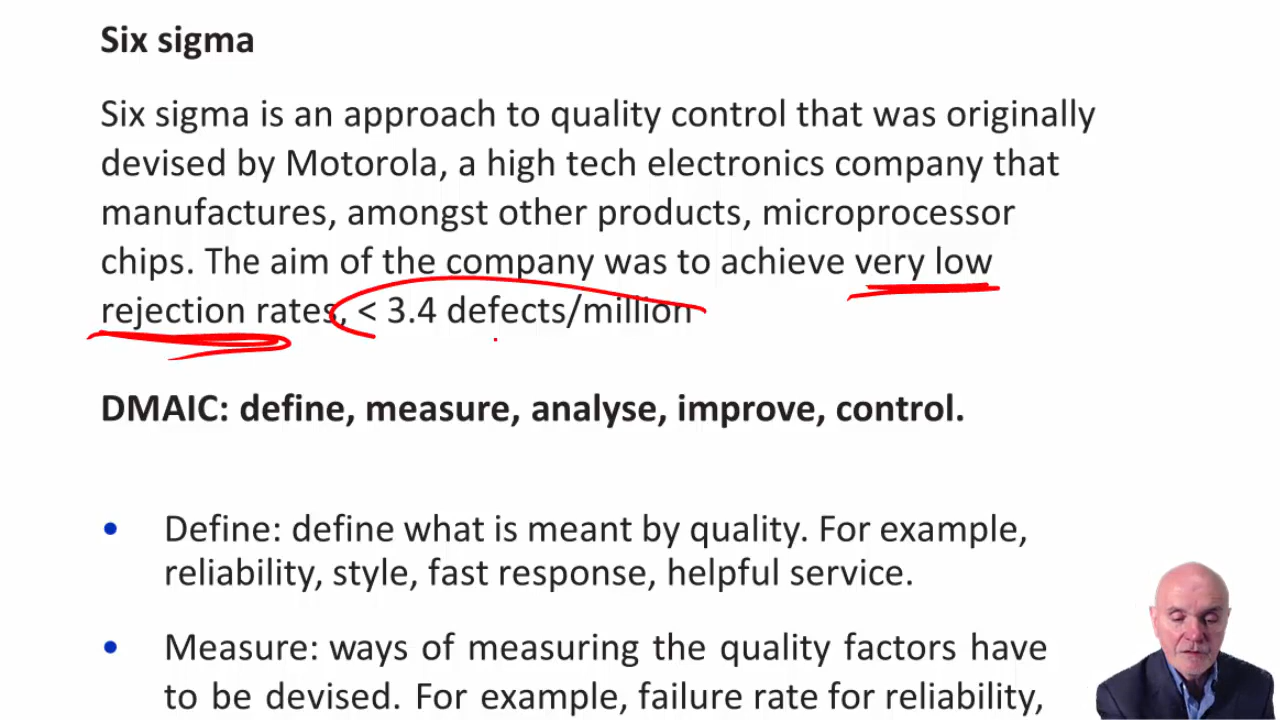 Six sigma
Six sigma is an approach to quality control that was originally
devised by Motorola, a high tech electronics company that
manufactures, amongst other products, microprocessor
chips. The aim of the company was to achieve very low
rejection rates, < 3.4 defects/million
DMAIC: define, measure, analyse, improve, control.
• Define: define what is meant by quality. For example,
reliability, style, fast response, helpful service.
• Measure: ways of measuring the quality factors have
to be devised. For example, failure rate for reliability,